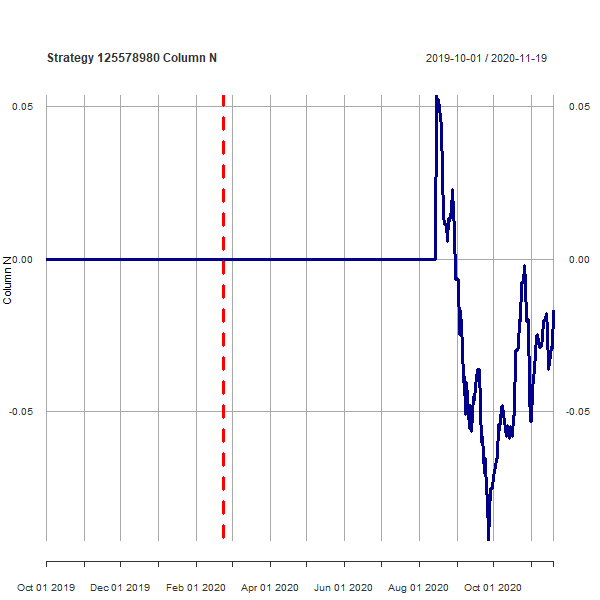 Strategy 125578980 Column N
2019-10-01 / 2020-11-19
0.05
0.05
0.00
0.00
-0.05
-0.05
Column N
Oct 01 2019
Dec 01 2019
Feb 01 2020
Apr 01 2020
Jun 01 2020
Aug 01 2020
Oct 01 2020